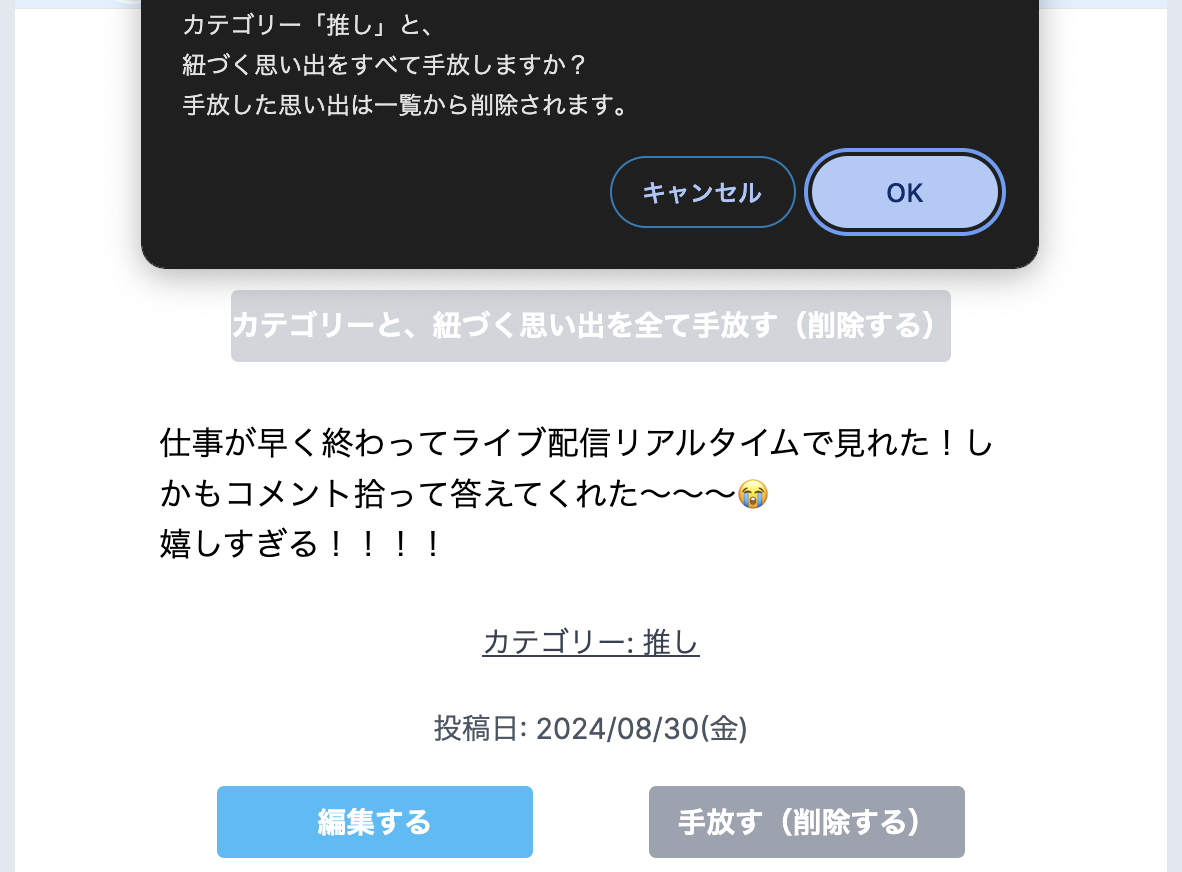 カテゴリー「推し」と、
紐づく思い出をすべて手放しますか？
手放した思い出は一覧から削除されます。
キャンセル
OK
カテゴリーと、紐づく思い出を全て手放す（削除する）
仕事が早く終わってライブ配信リアルタイムで見れた！し
かもコメント拾って答えてくれた〜〜〜😭
嬉しすぎる！！！！
カテゴリー: 推し
投稿日: 2024/08/30(金)
編集する
手放す（削除する）